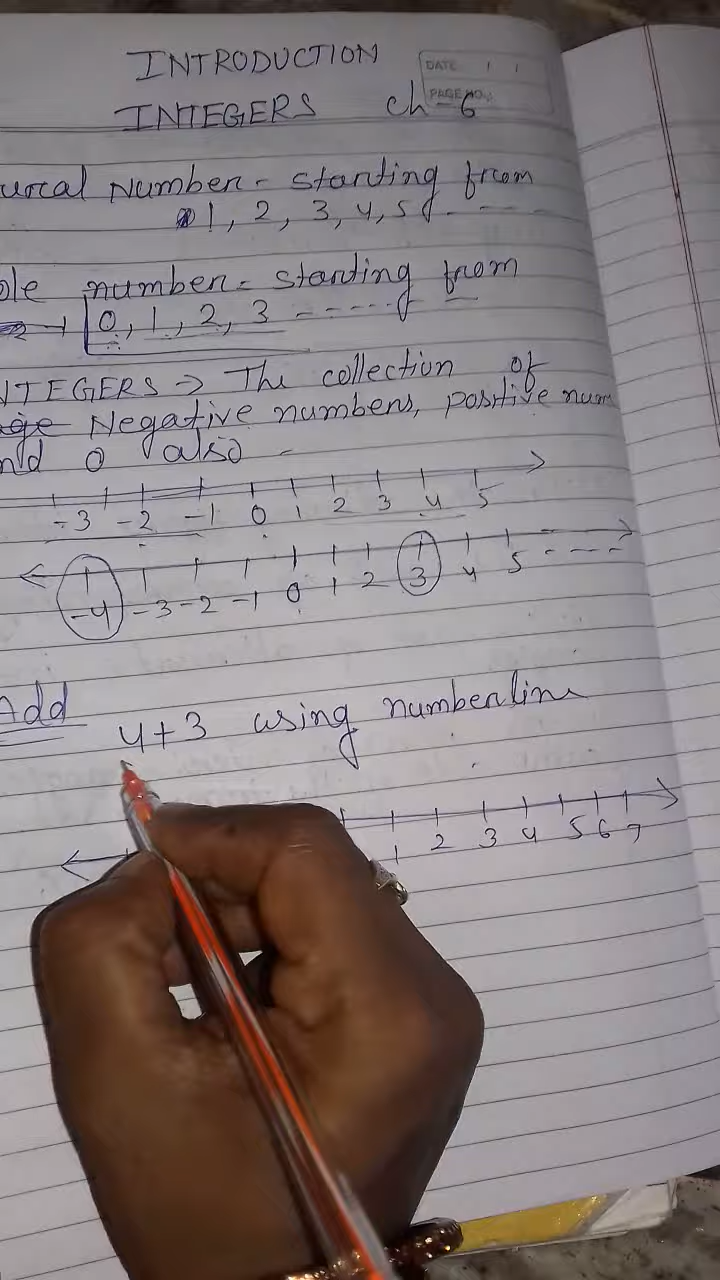 INTRODUCTION
DATE / /
PAGE NO.
INTEGERS ch-6
ural Number - starting from
1, 2, 3, 4, 5
ole number - starting from
0, 1, 2, 3 ------
NTEGERS → The collection of
Negative numbers, positive num
nd 0 also -
-3 -2 -1 0 1 2 3 4 5
-4 -3 -2 -1 0 1 2 3 4 5 ----
Add 4+3 using numberline
1 2 3 4 5 6 7